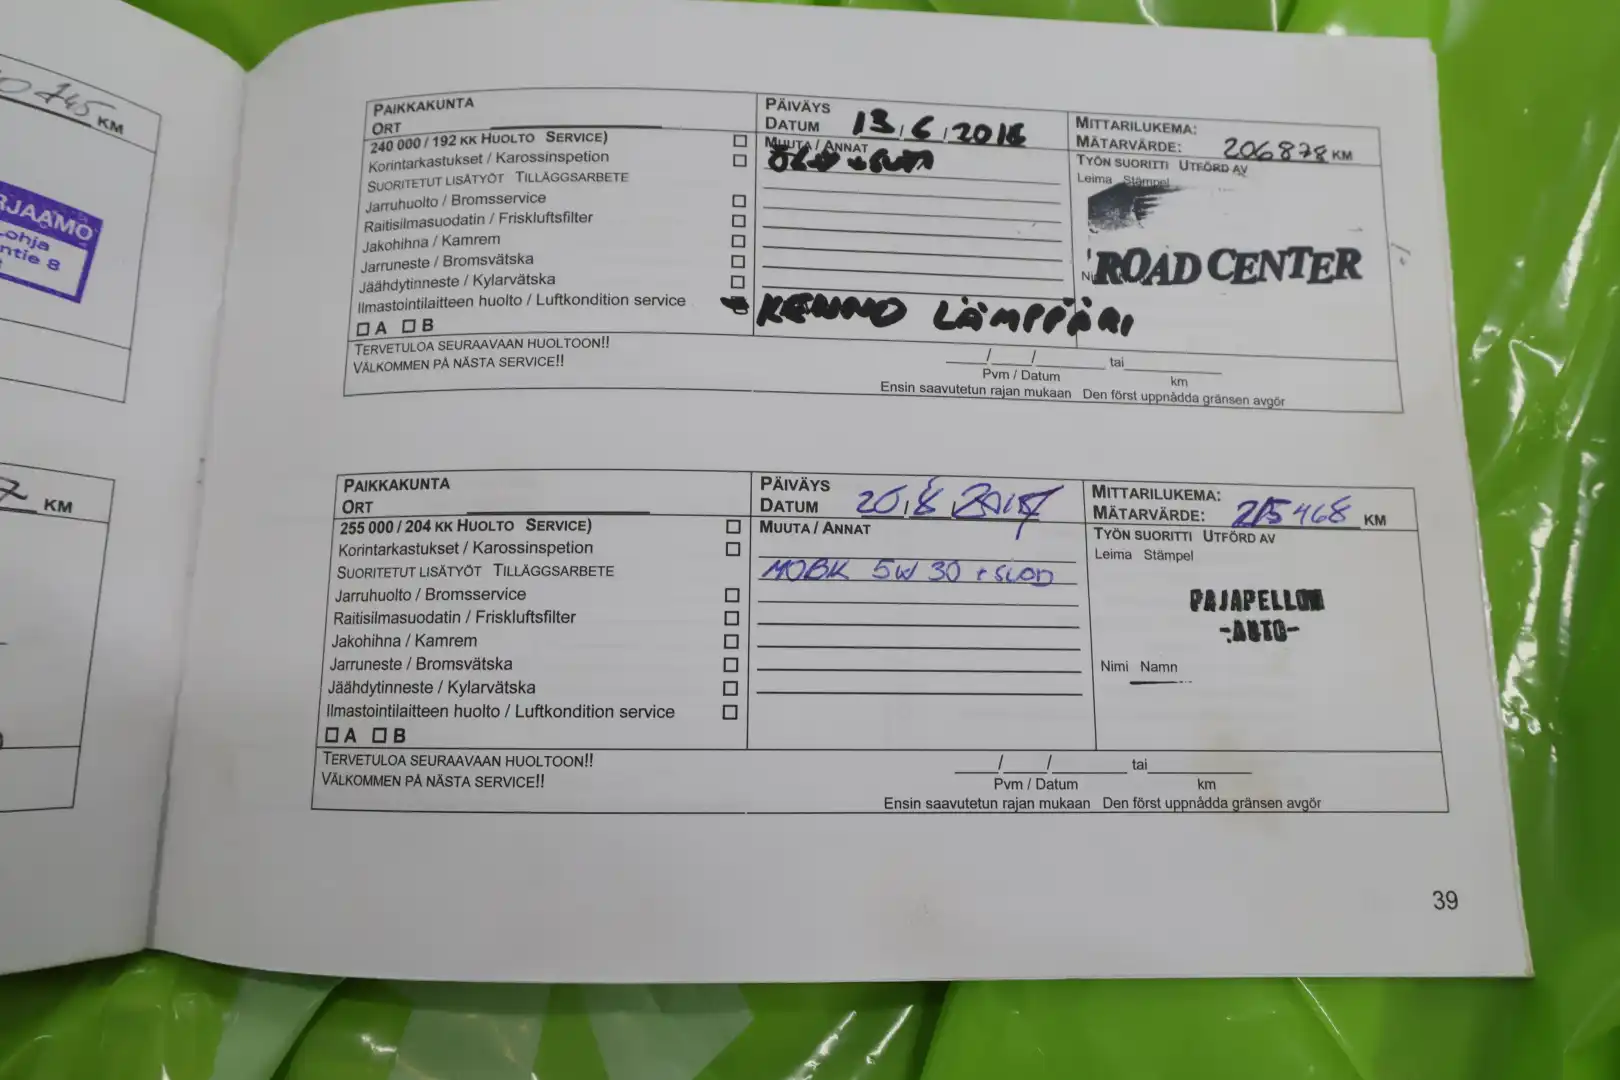 0745 KM
RJAAMO
Lohja
ntie 8
7 KM
PAIKKAKUNTA
ORT
PÄIVÄYS
DATUM 13/6/2016
MITTARILUKEMA:
MÄTARVÄRDE: 206878 KM
240 000 / 192 KK HUOLTO SERVICE)
Korintarkastukset / Karossinspetion
SUORITETUT LISÄTYÖT TILLÄGGSARBETE
Jarruhuolto / Bromsservice
Raitisilmasuodatin / Friskluftsfilter
Jakohihna / Kamrem
Jarruneste / Bromsvätska
Jäähdytinneste / Kylarvätska
Ilmastointilaitteen huolto / Luftkondition service
A B
MUUTA / ANNAT
KENNO LÄMPPÄRI
TYÖN SUORITTI UTFÖRD AV
Leima Stämpel
ROAD CENTER
TERVETULOA SEURAAVAAN HUOLTOON!!
VÄLKOMMEN PÅ NÄSTA SERVICE!!
/ / tai
Pvm / Datum km
Ensin saavutetun rajan mukaan Den först uppnådda gränsen avgör
PAIKKAKUNTA
ORT
PÄIVÄYS
DATUM 20.8 2017
MITTARILUKEMA:
MÄTARVÄRDE: 215468 KM
255 000 / 204 KK HUOLTO SERVICE)
Korintarkastukset / Karossinspetion
SUORITETUT LISÄTYÖT TILLÄGGSARBETE
Jarruhuolto / Bromsservice
Raitisilmasuodatin / Friskluftsfilter
Jakohihna / Kamrem
Jarruneste / Bromsvätska
Jäähdytinneste / Kylarvätska
Ilmastointilaitteen huolto / Luftkondition service
A B
MUUTA / ANNAT
5W 30 + SUOD
TYÖN SUORITTI UTFÖRD AV
Leima Stämpel
PAJAPELLON
-AUTO-
Nimi Namn
TERVETULOA SEURAAVAAN HUOLTOON!!
VÄLKOMMEN PÅ NÄSTA SERVICE!!
/ / tai
Pvm / Datum km
Ensin saavutetun rajan mukaan Den först uppnådda gränsen avgör
39